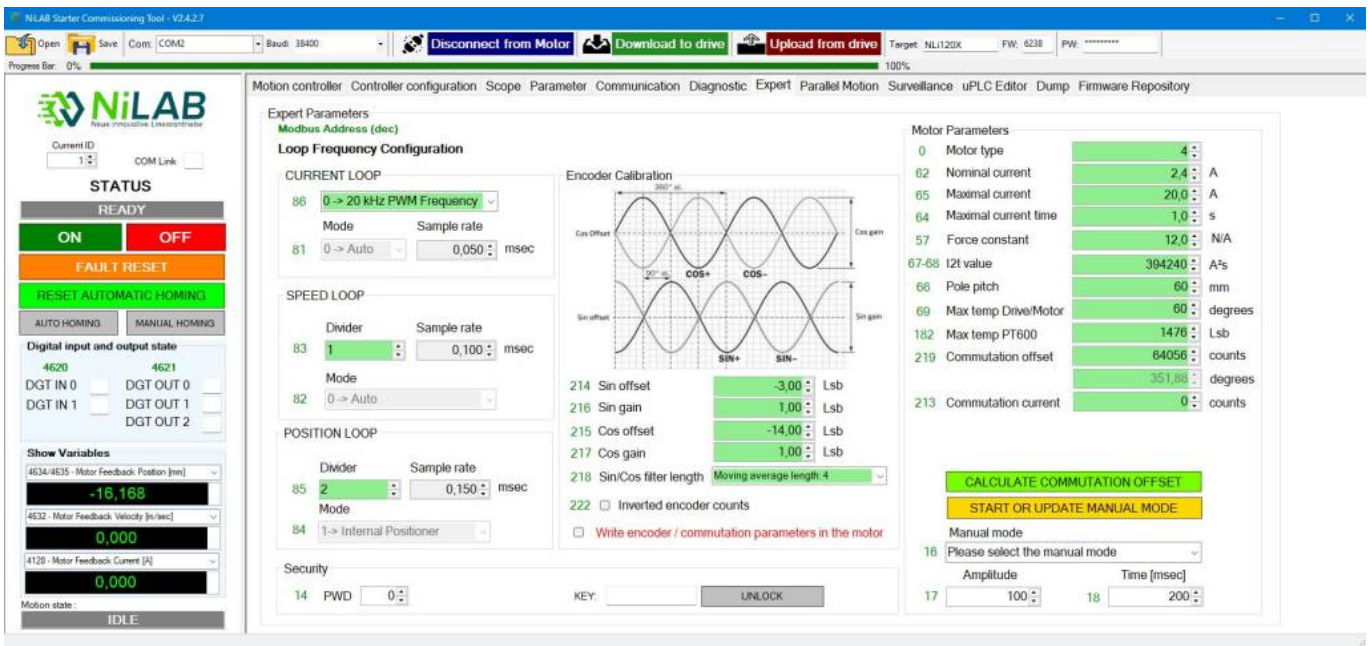 NiLAB Starter Commissioning Tool - V2.4.2.7
Open Save Com: COM2 Baud: 38400 Disconnect from Motor Download to drive Upload from drive Target: NLi120X FW: 6238 PW: *********
Progress Bar: 0% 100%
Motion controller Controller configuration Scope Parameter Communication Diagnostic Expert Parallel Motion Surveillance uPLC Editor Dump Firmware Repository
NiLAB
Neue innovative Linearantriebe
Current ID
1 COM Link
STATUS
READY
ON OFF
FAULT RESET
RESET AUTOMATIC HOMING
AUTO HOMING MANUAL HOMING
Digital input and output state
4620 4621
DGT IN 0 DGT OUT 0
DGT IN 1 DGT OUT 1
DGT OUT 2
Show Variables
4634/4635 - Motor Feedback Position [mm]
-16,168
4632 - Motor Feedback Velocity [m/sec]
0,000
4128 - Motor Feedback Current [A]
0,000
Motion state :
IDLE
Expert Parameters
Modbus Address (dec)
Loop Frequency Configuration
CURRENT LOOP
86 0 -> 20 kHz PWM Frequency
Mode Sample rate
81 0 -> Auto 0,050 msec
SPEED LOOP
Divider Sample rate
83 1 0,100 msec
Mode
82 0 -> Auto
POSITION LOOP
Divider Sample rate
85 2 0,150 msec
Mode
84 1-> Internal Positioner
Encoder Calibration
360° el.
Cos Offset Cos gain
90° el. COS+ COS-
Sin offset Sin gain
SIN+ SIN-
214 Sin offset -3,00 Lsb
216 Sin gain 1,00 Lsb
215 Cos offset -14,00 Lsb
217 Cos gain 1,00 Lsb
218 Sin/Cos filter length Moving average length: 4
222 Inverted encoder counts
Write encoder / commutation parameters in the motor
Security
14 PWD 0 KEY: UNLOCK
Motor Parameters
0 Motor type 4
62 Nominal current 2,4 A
65 Maximal current 20,0 A
64 Maximal current time 1,0 s
57 Force constant 12,0 N/A
67-68 I2t value 394240 A²s
66 Pole pitch 60 mm
69 Max temp Drive/Motor 60 degrees
182 Max temp PT600 1476 Lsb
219 Commutation offset 64056 counts
351,88 degrees
213 Commutation current 0 counts
CALCULATE COMMUTATION OFFSET
START OR UPDATE MANUAL MODE
Manual mode
16 Please select the manual mode
Amplitude Time [msec]
17 100 18 200